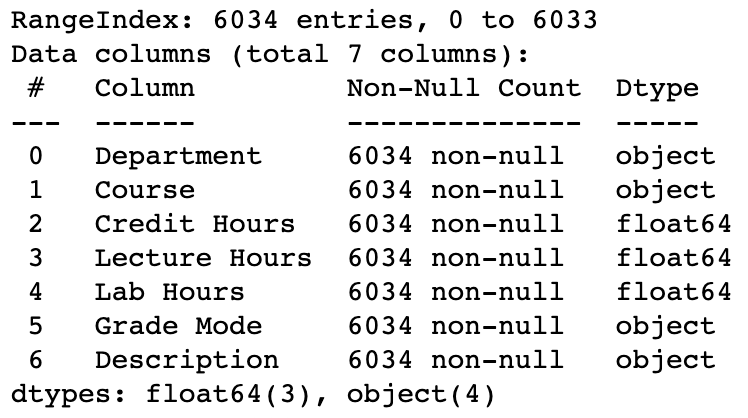 RangeIndex: 6034 entries, 0 to 6033
Data columns (total 7 columns):
 #   Column         Non-Null Count  Dtype
---  ------         --------------  -----
 0   Department     6034 non-null   object
 1   Course         6034 non-null   object
 2   Credit Hours   6034 non-null   float64
 3   Lecture Hours  6034 non-null   float64
 4   Lab Hours      6034 non-null   float64
 5   Grade Mode     6034 non-null   object
 6   Description    6034 non-null   object
dtypes: float64(3), object(4)